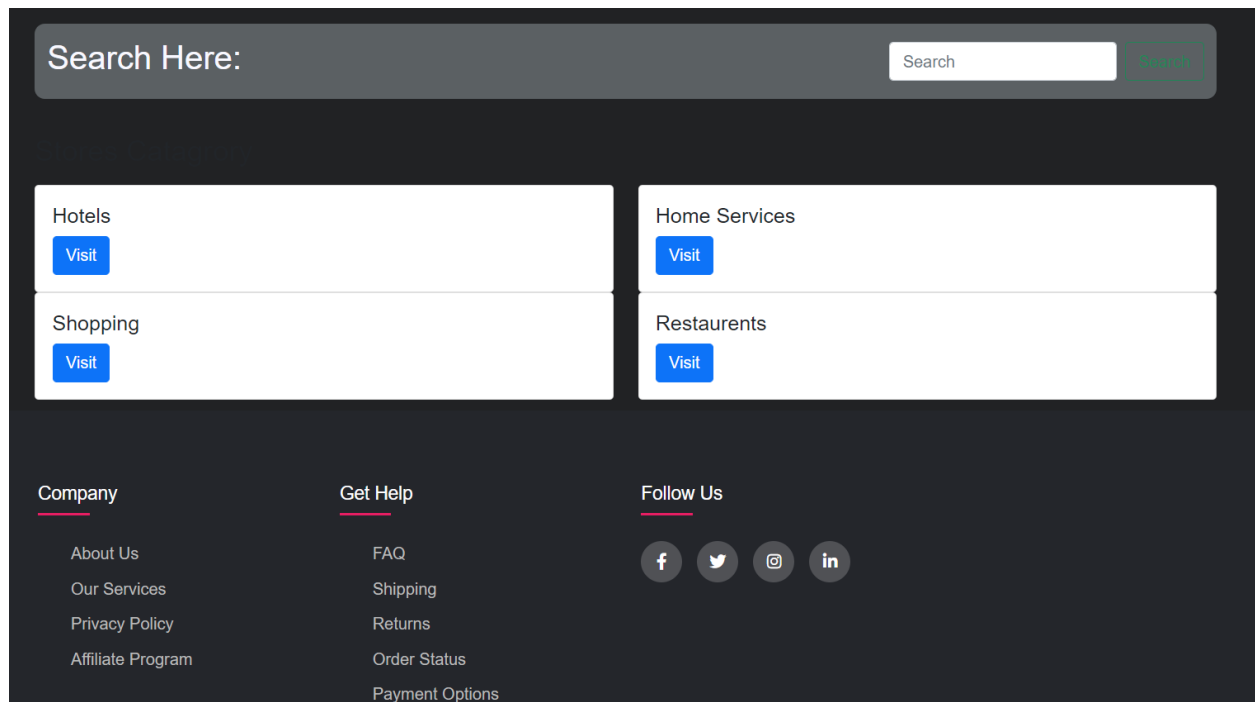 Search Here:
Search
Search
Hotels
Visit
Home Services
Visit
Shopping
Visit
Restaurents
Visit
Company
About Us
Our Services
Privacy Policy
Affiliate Program
Get Help
FAQ
Shipping
Returns
Order Status
Payment Options
Follow Us